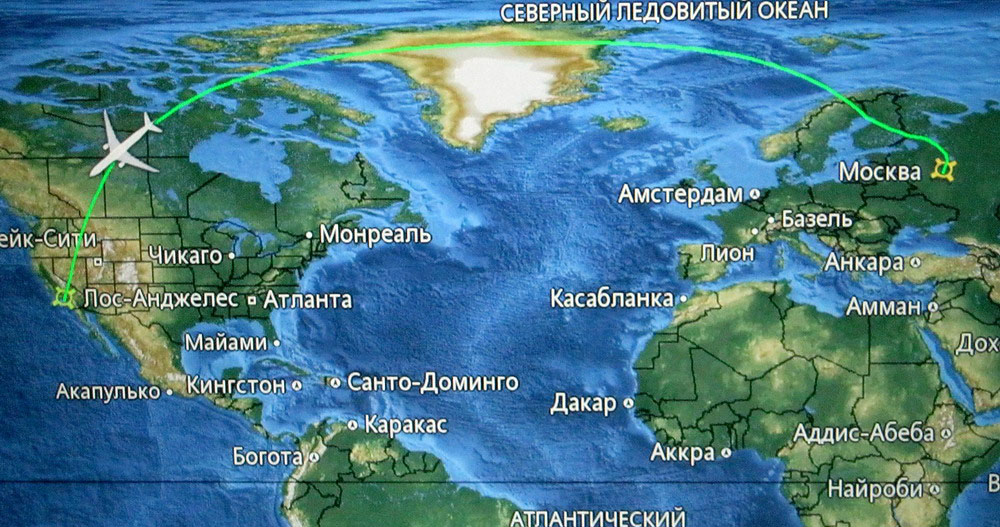 СЕВЕРНЫЙ ЛЕДОВИТЫЙ ОКЕАН
Москва
Амстердам
Базель
Монреаль
ейк-Сити
Чикаго
Лион
Анкара
Лос-Анджелес
Атланта
Касабланка
Амман
Майами
Дох
Акапулько
Кингстон
Санто-Доминго
Дакар
Каракас
Аддис-Абеба
Богота
Аккра
Найроби
В
АТЛАНТИЧЕСКИЙ